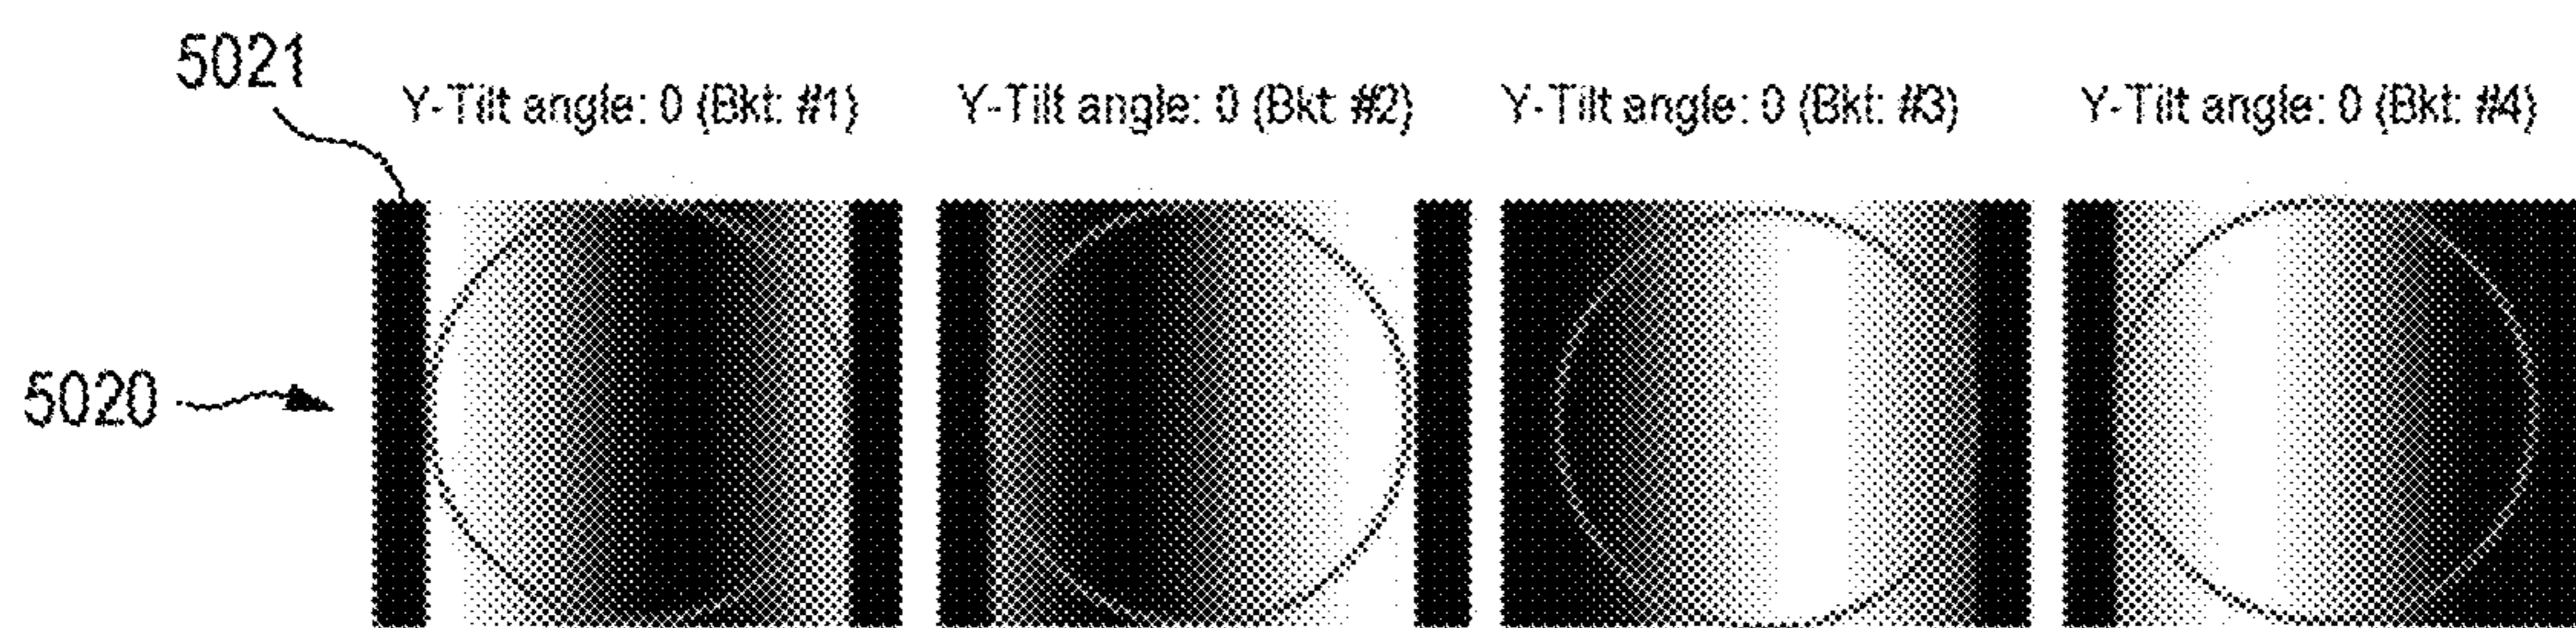 5021
Y-Tilt angle: 0 (Bkt: #1)
Y-Tilt angle: 0 (Bkt #2)
Y-Tilt angle: 0 (Bkt: #3)
Y-Tilt angle: 0 (Bkt: #4)
5020